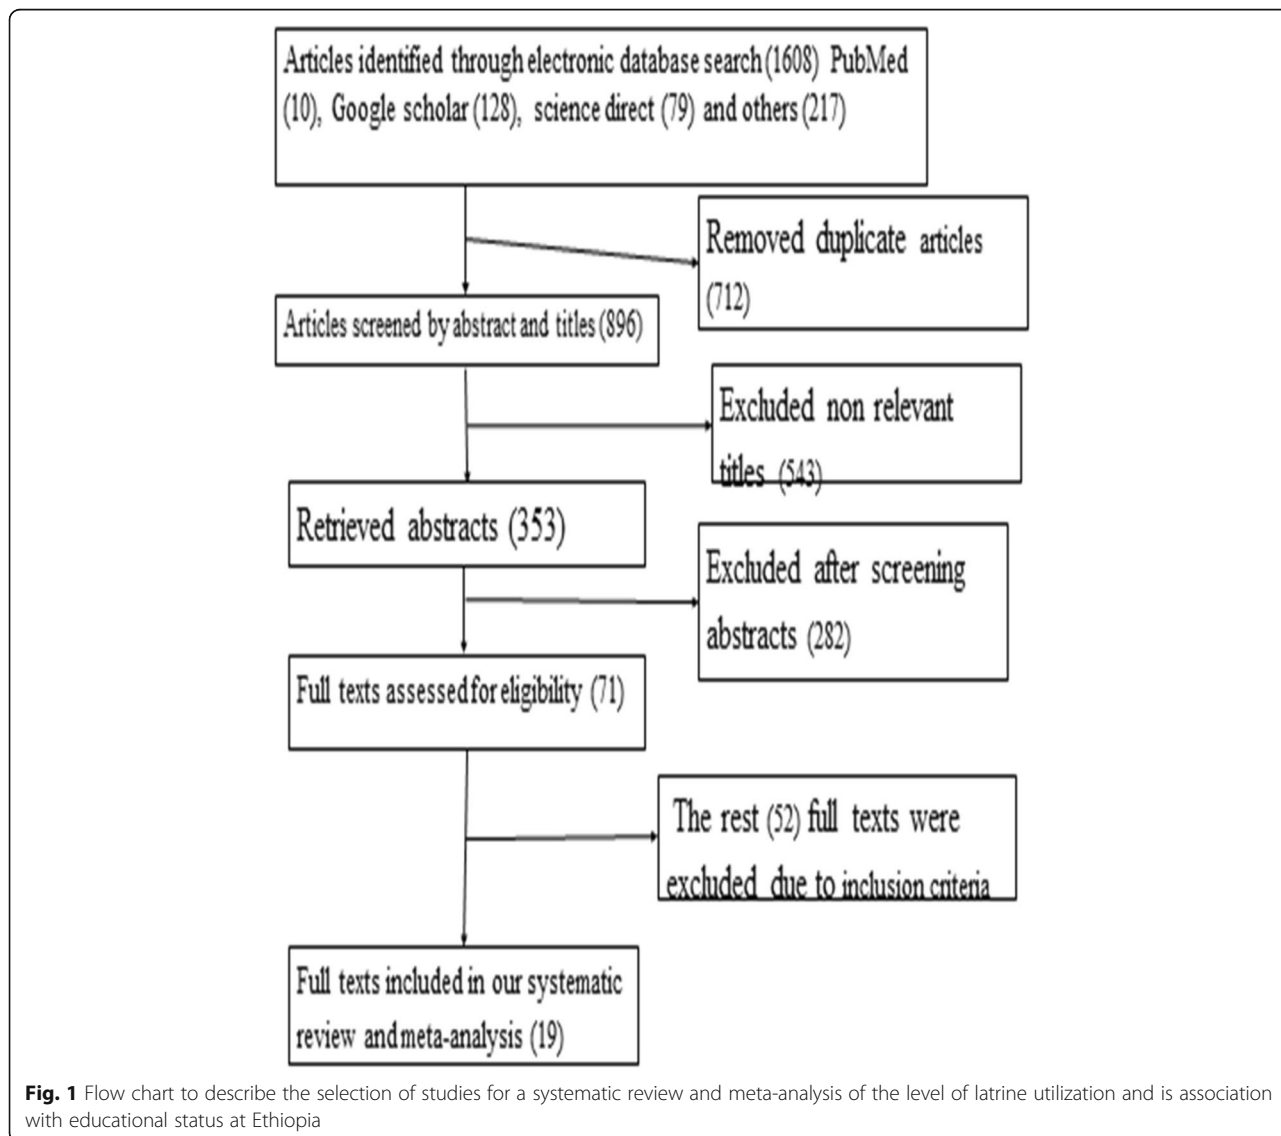 Articles identified through electronic database search (1608) PubMed
(10), Google scholar (128), science direct (79) and others (217)
Removed duplicate articles
(712)
Articles screened by abstract and titles (896)
Excluded non relevant
titles (543)
Retrieved abstracts (353)
Excluded after screening
abstracts (282)
Full texts assessed for eligibility (71)
The rest (52) full texts were
excluded due to inclusion criteria
Full texts included in our systematic
review and meta-analysis (19)
Fig. 1 Flow chart to describe the selection of studies for a systematic review and meta-analysis of the level of latrine utilization and is association
with educational status at Ethiopia